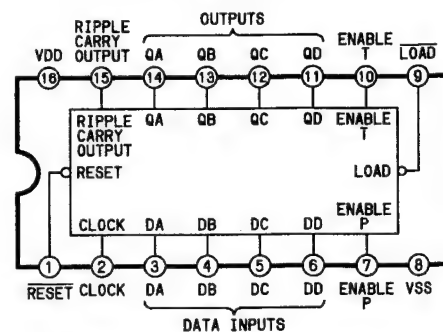 OUTPUTS
RIPPLE
CARRY
OUTPUT
VDD
QA QB QC QD
ENABLE
T
LOAD
16 15 14 13 12 11 10 9
RIPPLE
CARRY
OUTPUT
QA QB QC QD
ENABLE
T
RESET
LOAD
CLOCK DA DB DC DD
ENABLE
P
1 2 3 4 5 6 7 8
RESET CLOCK DA DB DC DD
ENABLE
P
VSS
DATA INPUTS